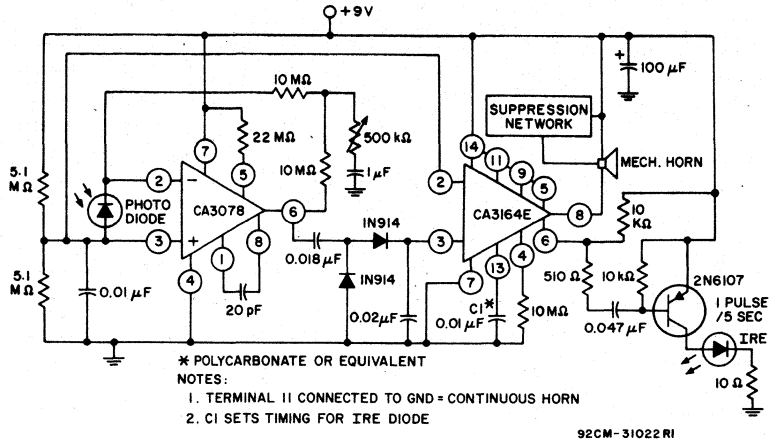 +9V
10 MΩ
100 µF
+
SUPPRESSION
NETWORK
22 MΩ
500 kΩ
14
11
9
5
7
5
10 MΩ
1 µF
2
MECH. HORN
5.1
MΩ
2
−
PHOTO
DIODE
CA3078
6
CA3164E
8
10
KΩ
3
+
1N914
3
6
1
8
0.018 µF
13
4
510 Ω
10 kΩ
2N6107
5.1
MΩ
0.01 µF
4
1N914
7
1 PULSE
/5 SEC
20 pF
0.02 µF
C1 *
0.01 µF
10 MΩ
0.047 µF
IRE
10 Ω
* POLYCARBONATE OR EQUIVALENT
NOTES:
1. TERMINAL 11 CONNECTED TO GND = CONTINUOUS HORN
2. C1 SETS TIMING FOR IRE DIODE
92CM-31022R1